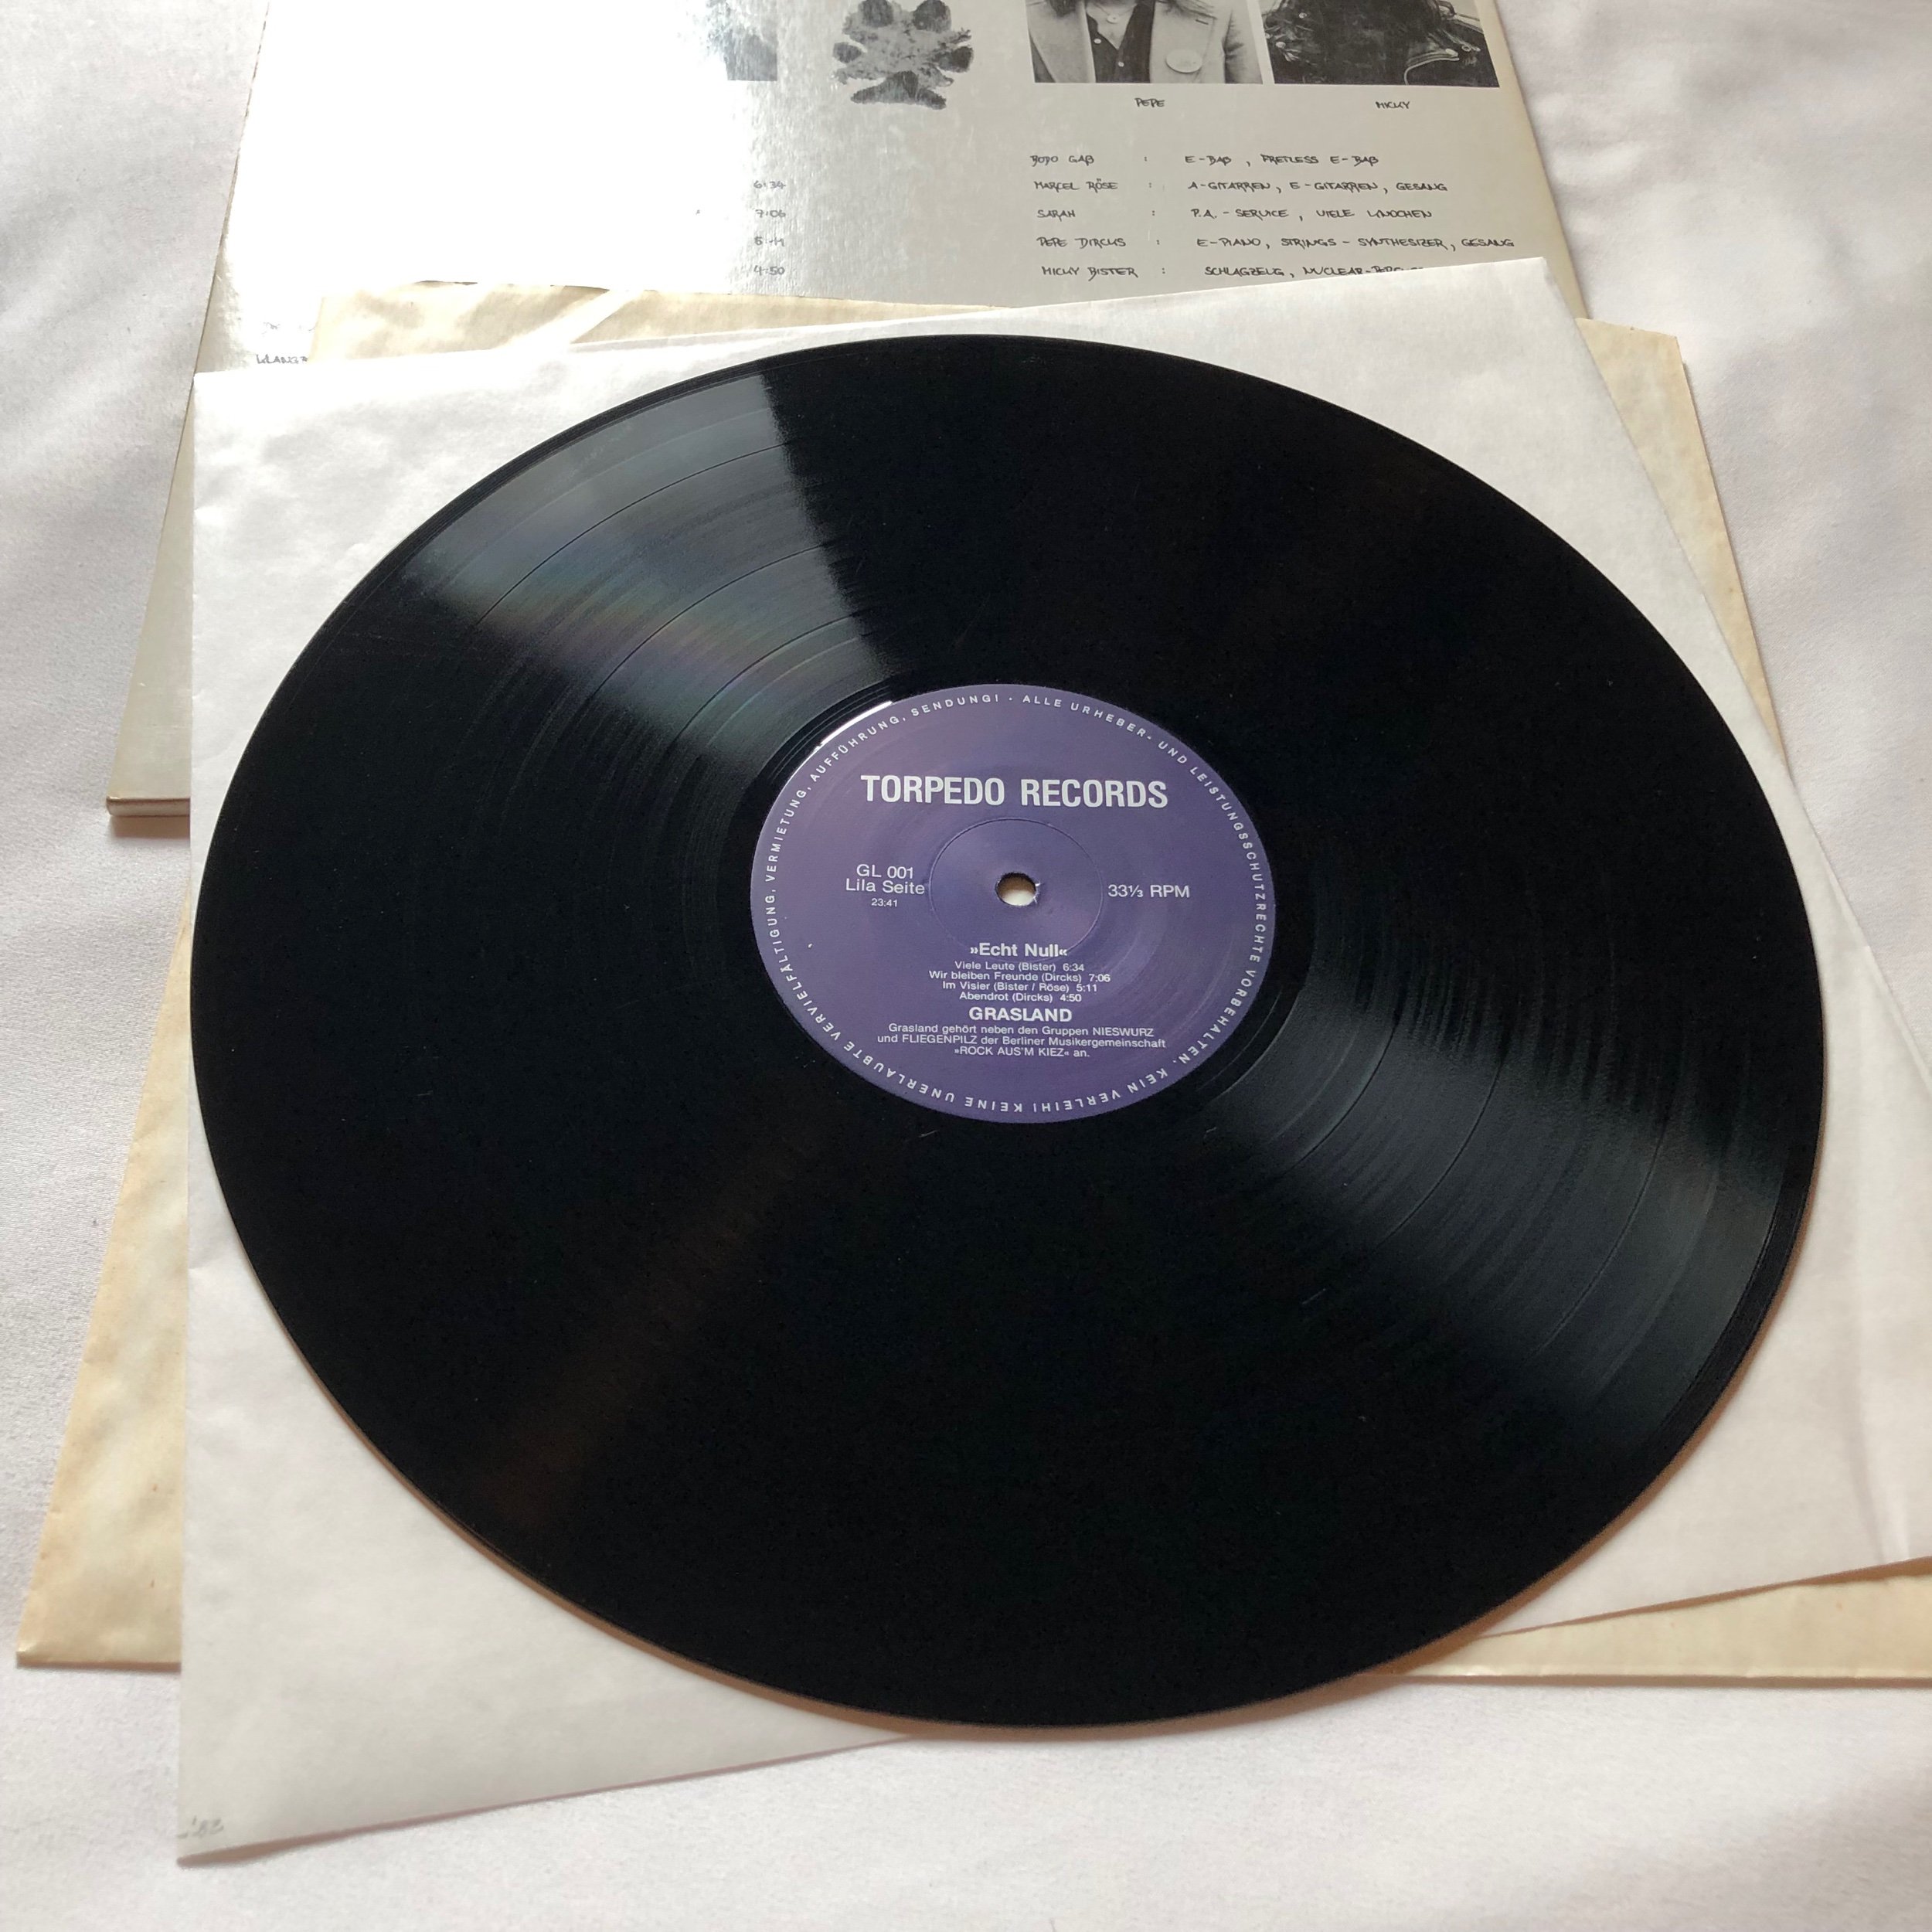 PEPE
MICKY
BODO GAß : E-BAß, FRETLESS E-BAß
6:34
MARCEL RÖSE : A-GITARREN, E-GITARREN, GESANG
7:06
SARAH : P.A.-SERVICE, VIELE KNOCHEN
5:11
PEPE DIRCKS : E-PIANO, STRINGS-SYNTHESIZER, GESANG
4:50
MICKY BISTER : SCHLAGZEUG,
ALLE URHEBER- UND LEISTUNGSSCHUTZRECHTE VORBEHALTEN. KEIN VERLEIH! KEINE UNERLAUBTE VERVIELFÄLTIGUNG, VERMIETUNG, AUFFÜHRUNG, SENDUNG! ·
TORPEDO RECORDS
GL 001
Lila Seite
23:41
33⅓ RPM
»Echt Null«
Viele Leute (Bister) 6:34
Wir bleiben Freunde (Dircks) 7:06
Im Visier (Bister / Röse) 5:11
Abendrot (Dircks) 4:50
GRASLAND
Grasland gehört neben den Gruppen NIESWURZ
und FLIEGENPILZ der Berliner Musikergemeinschaft
»ROCK AUS'M KIEZ« an.